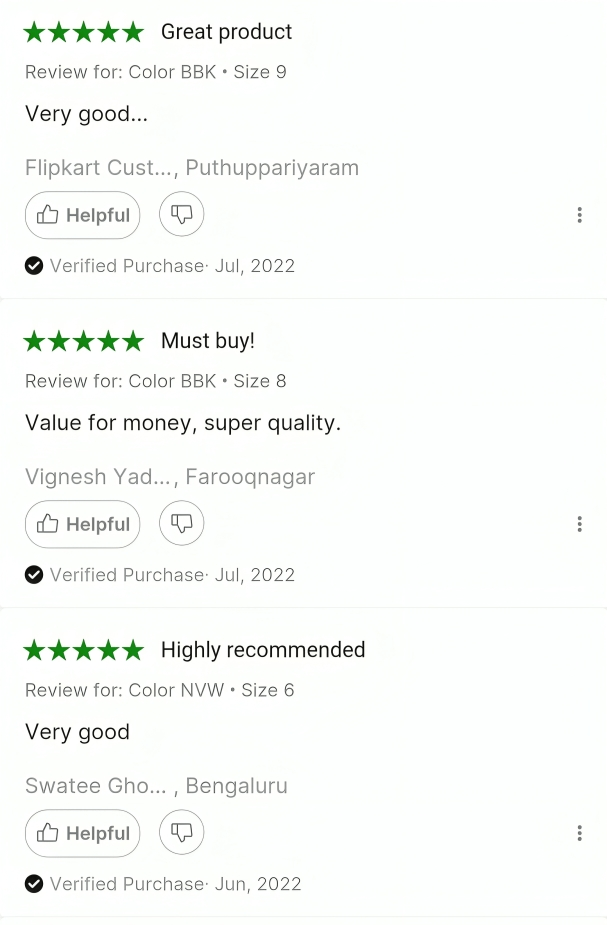 Great product
Review for: Color BBK • Size 9
Very good...
Flipkart Cust..., Puthuppariyaram
Helpful
Verified Purchase· Jul, 2022
Must buy!
Review for: Color BBK • Size 8
Value for money, super quality.
Vignesh Yad..., Farooqnagar
Helpful
Verified Purchase· Jul, 2022
Highly recommended
Review for: Color NVW • Size 6
Very good
Swatee Gho... , Bengaluru
Helpful
Verified Purchase· Jun, 2022